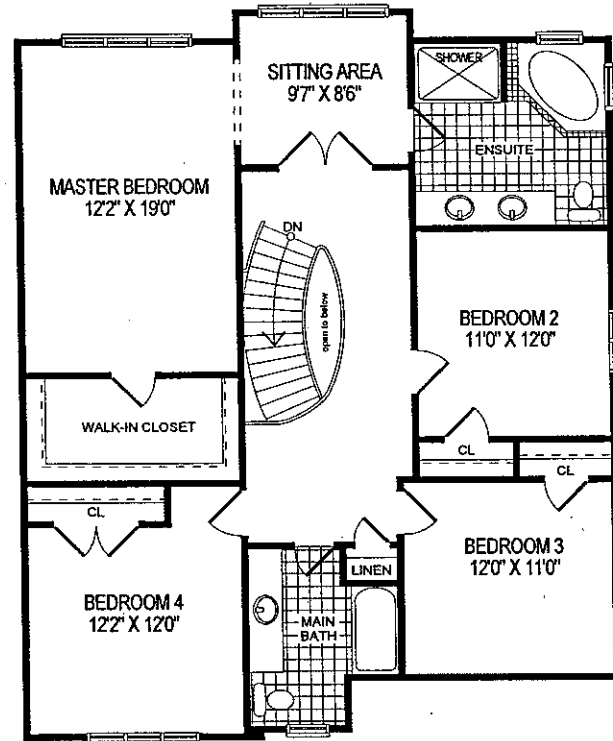 SITTING AREA
9'7" X 8'6"
SHOWER
ENSUITE
MASTER BEDROOM
12'2" X 19'0"
DN
open to below
BEDROOM 2
11'0" X 12'0"
WALK-IN CLOSET
CL
CL
CL
BEDROOM 3
12'0" X 11'0"
LINEN
BEDROOM 4
12'2" X 12'0"
MAIN
BATH